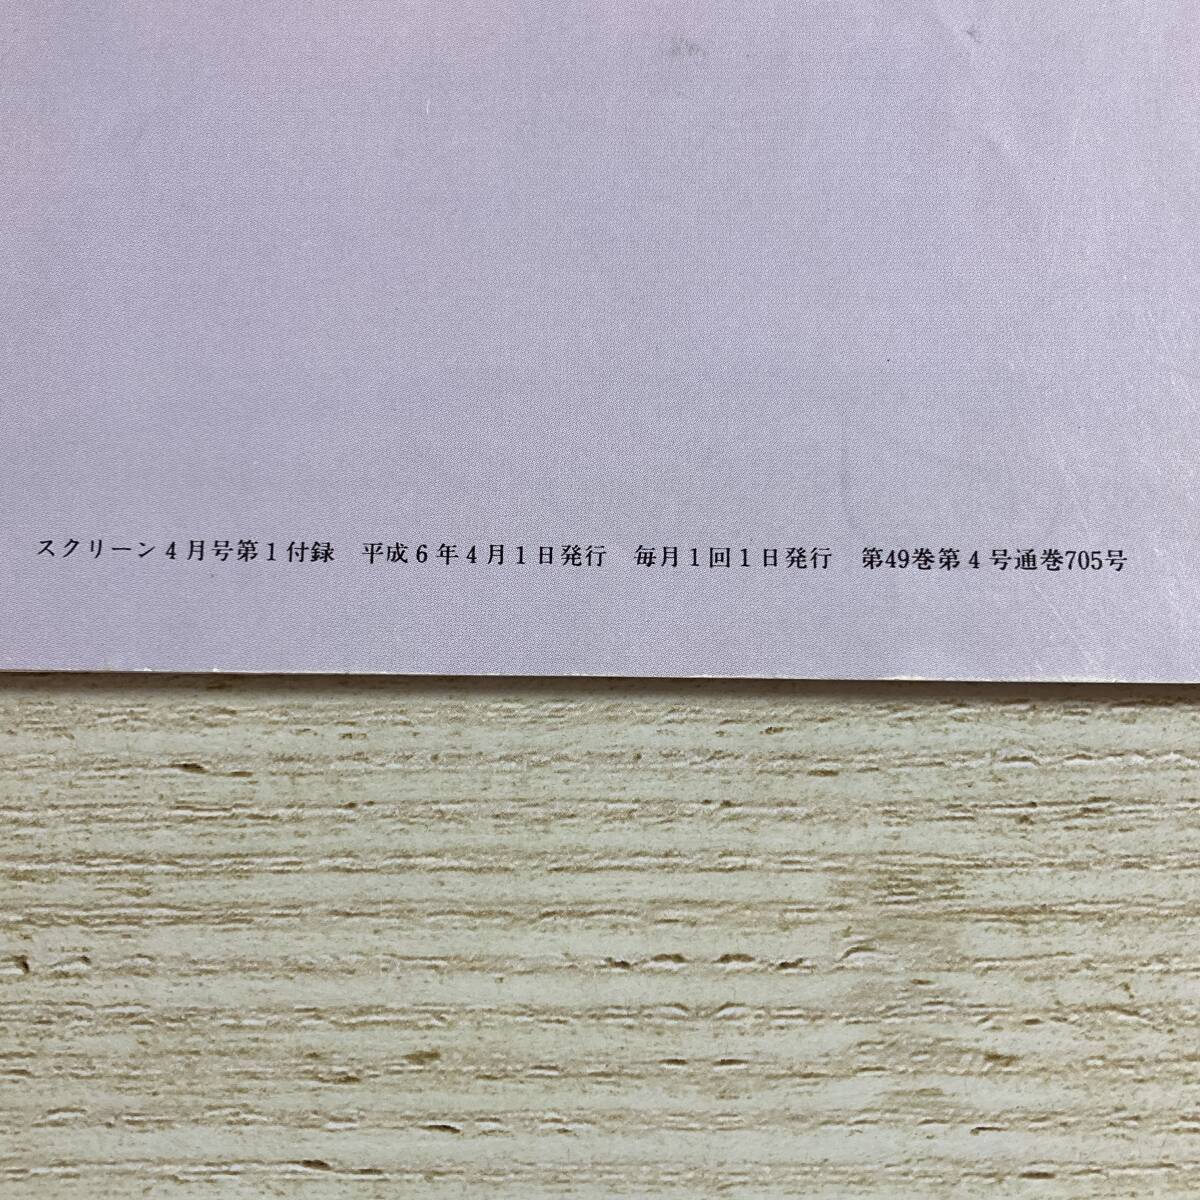 スクリーン4月号第1付録　平成6年4月1日発行　毎月1回1日発行　第49巻第4号通巻705号